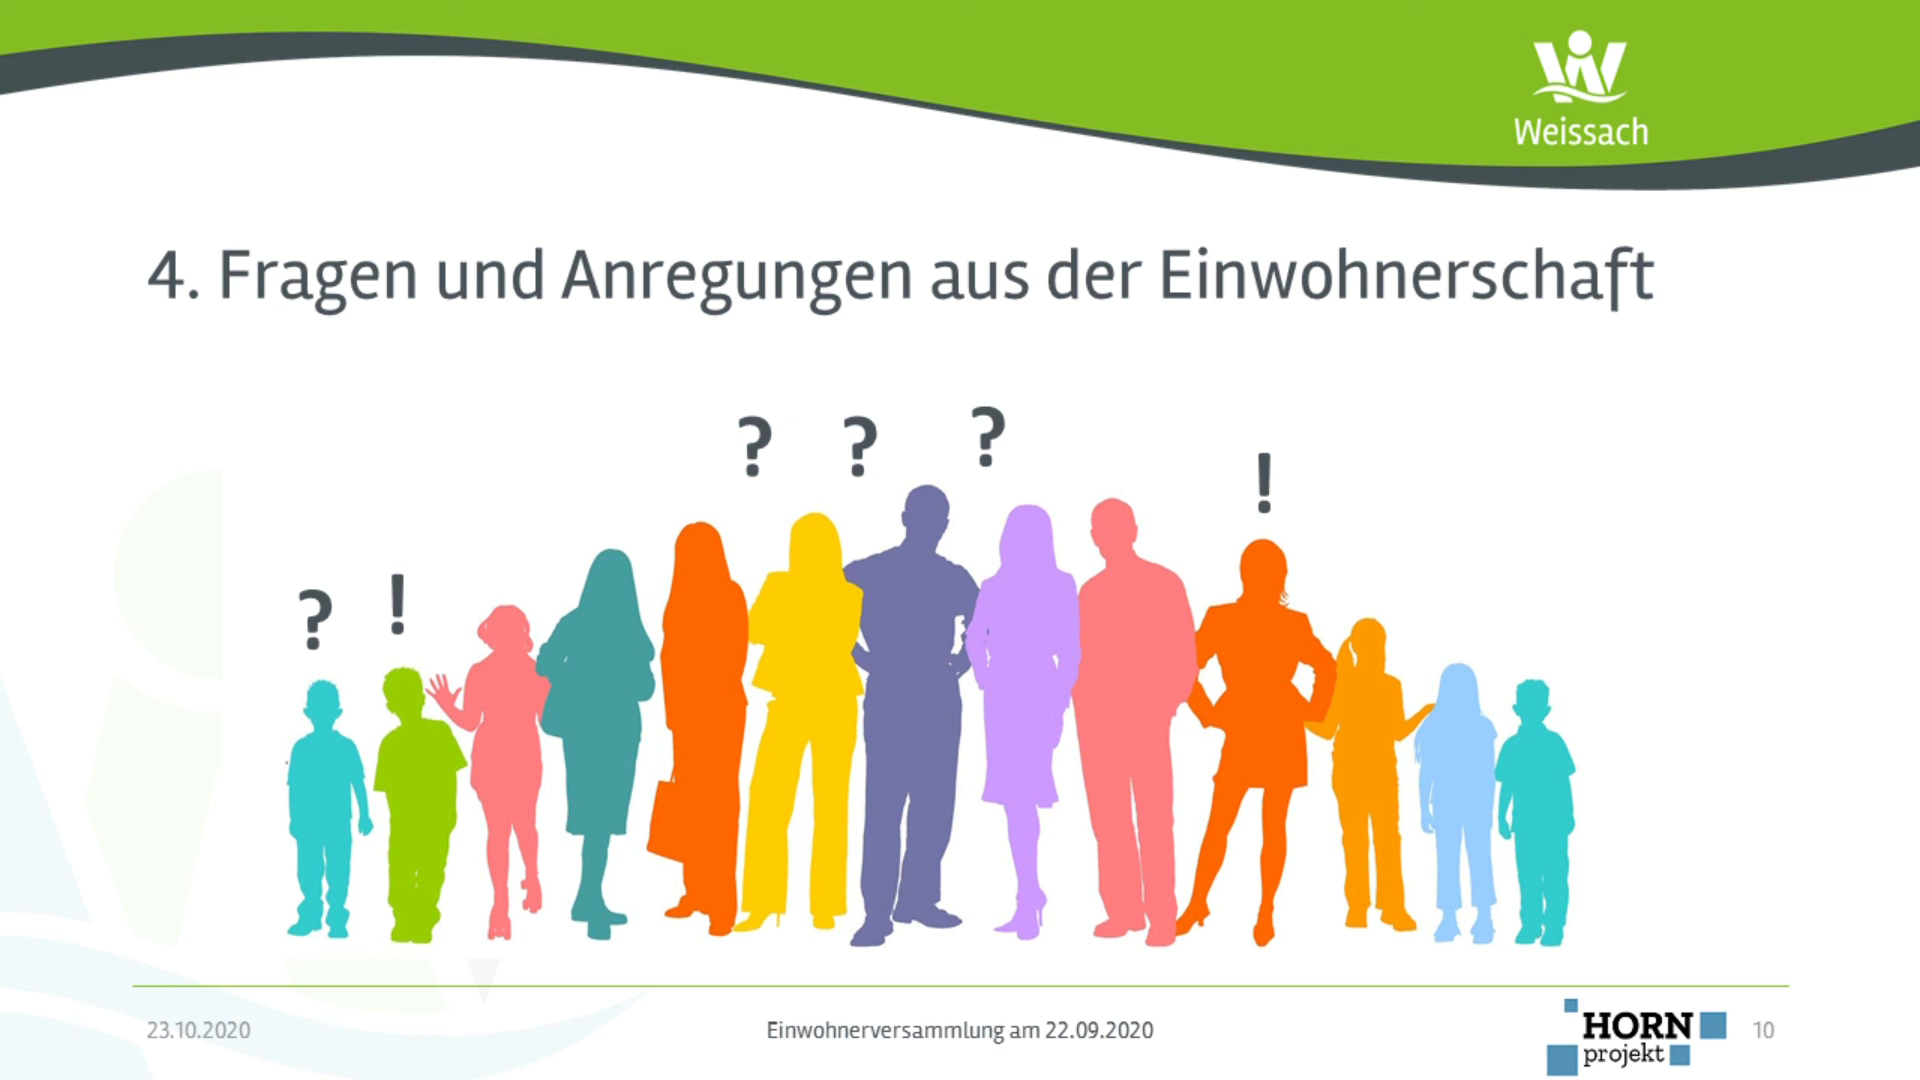 Weissach
4. Fragen und Anregungen aus der Einwohnerschaft
? ? ?
!
? !
23.10.2020
Einwohnerversammlung am 22.09.2020
HORN
projekt
10